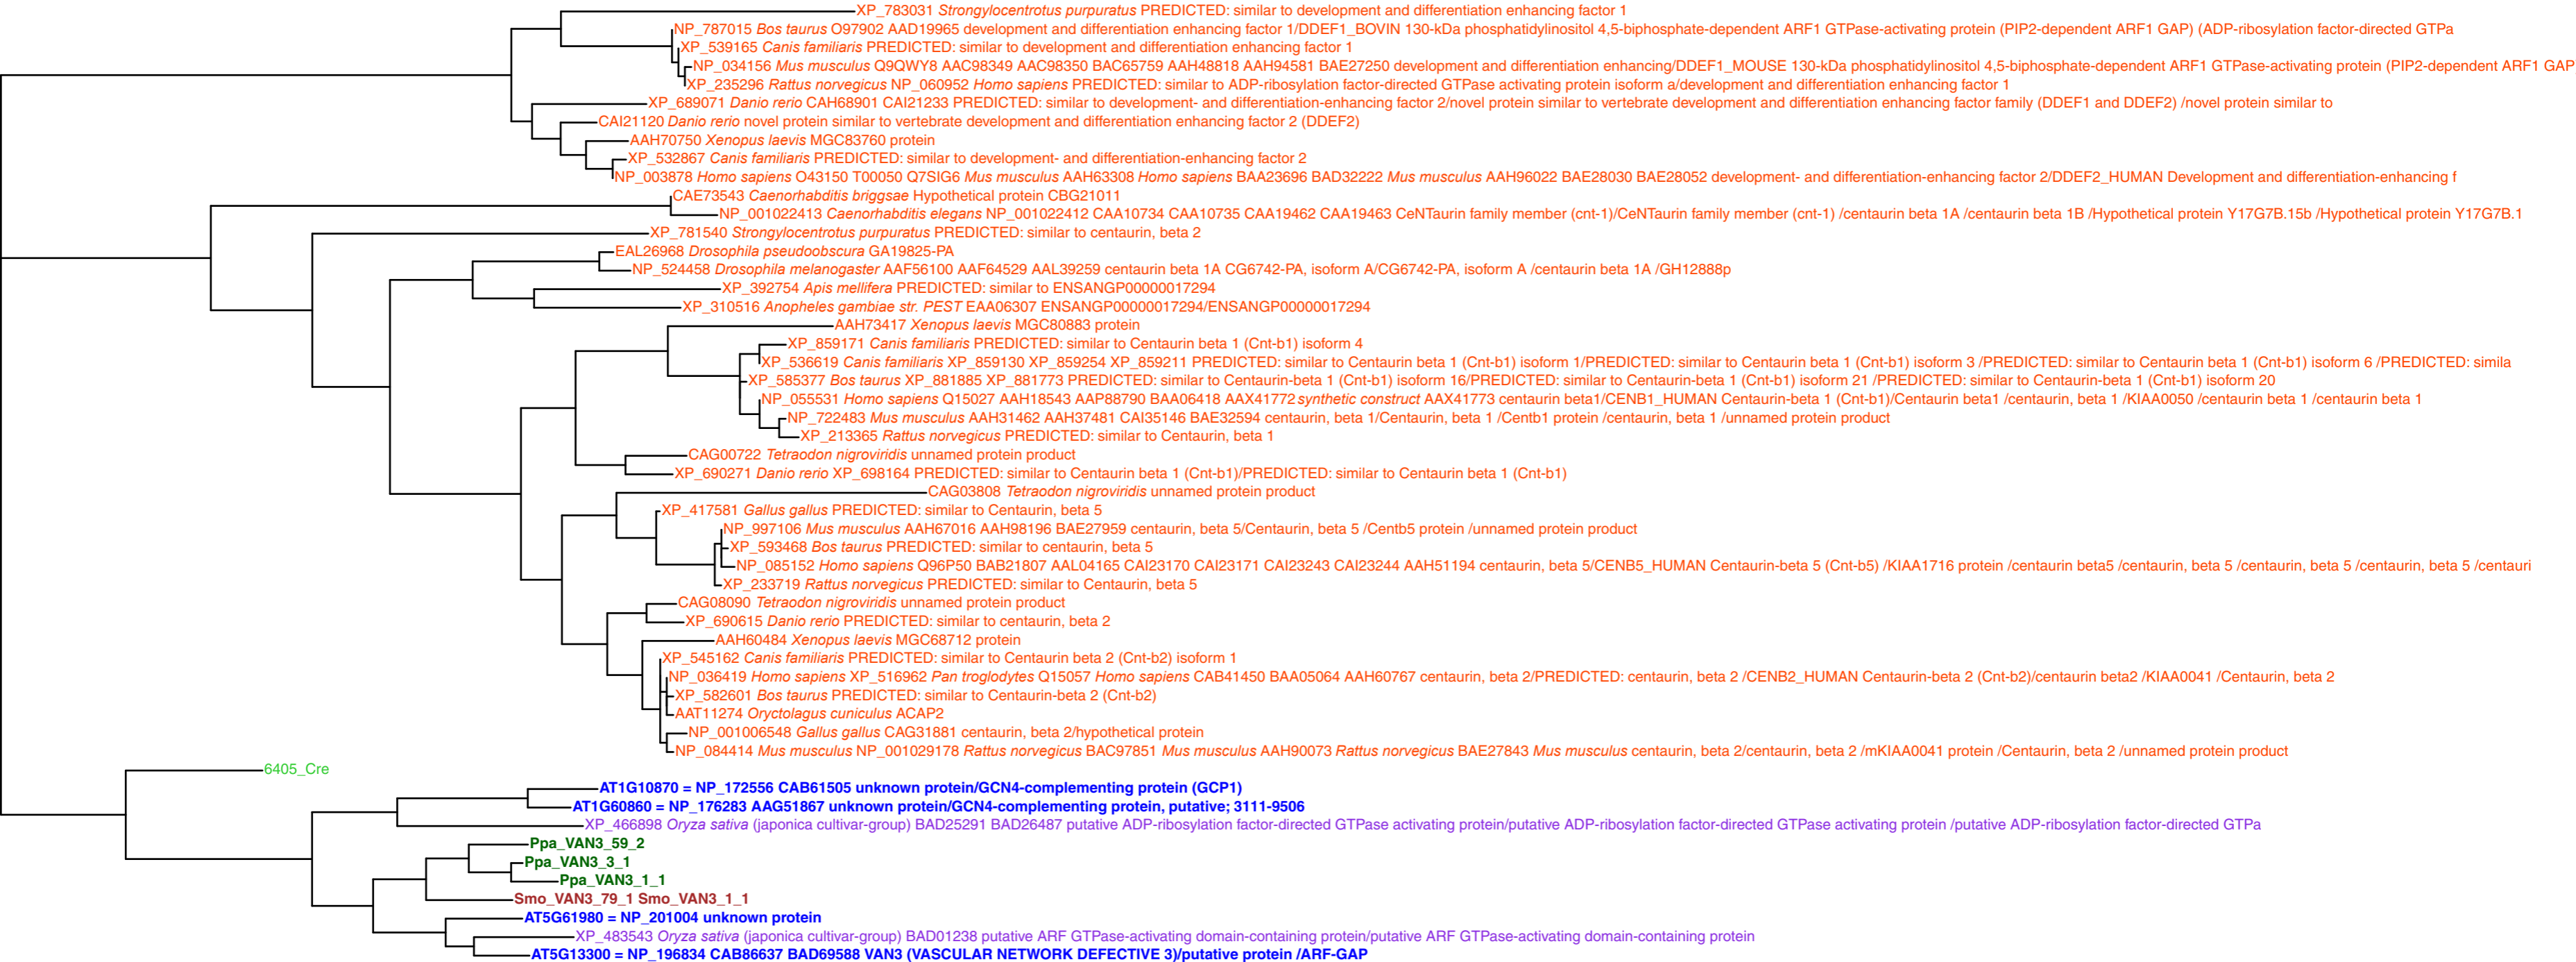 XP_783031 Strongylocentrotus purpuratus PREDICTED: similar to development and differentiation enhancing factor 1
NP_787015 Bos taurus O97902 AAD19965 development and differentiation enhancing factor 1/DDEF1_BOVIN 130-kDa phosphatidylinositol 4,5-biphosphate-dependent ARF1 GTPase-activating protein (PIP2-dependent ARF1 GAP) (ADP-ribosylation factor-directed GTPa
XP_539165 Canis familiaris PREDICTED: similar to development and differentiation enhancing factor 1
NP_034156 Mus musculus Q9QWY8 AAC98349 AAC98350 BAC65759 AAH48818 AAH94581 BAE27250 development and differentiation enhancing/DDEF1_MOUSE 130-kDa phosphatidylinositol 4,5-biphosphate-dependent ARF1 GTPase-activating protein (PIP2-dependent ARF1 GAP
XP_235296 Rattus norvegicus NP_060952 Homo sapiens PREDICTED: similar to ADP-ribosylation factor-directed GTPase activating protein isoform a/development and differentiation enhancing factor 1
XP_689071 Danio rerio CAH68901 CAI21233 PREDICTED: similar to development- and differentiation-enhancing factor 2/novel protein similar to vertebrate development and differentiation enhancing factor family (DDEF1 and DDEF2) /novel protein similar to
CAI21120 Danio rerio novel protein similar to vertebrate development and differentiation enhancing factor 2 (DDEF2)
AAH70750 Xenopus laevis MGC83760 protein
XP_532867 Canis familiaris PREDICTED: similar to development- and differentiation-enhancing factor 2
NP_003878 Homo sapiens O43150 T00050 Q7SIG6 Mus musculus AAH63308 Homo sapiens BAA23696 BAD32222 Mus musculus AAH96022 BAE28030 BAE28052 development- and differentiation-enhancing factor 2/DDEF2_HUMAN Development and differentiation-enhancing f
CAE73543 Caenorhabditis briggsae Hypothetical protein CBG21011
NP_001022413 Caenorhabditis elegans NP_001022412 CAA10734 CAA10735 CAA19462 CAA19463 CeNTaurin family member (cnt-1)/CeNTaurin family member (cnt-1) /centaurin beta 1A /centaurin beta 1B /Hypothetical protein Y17G7B.15b /Hypothetical protein Y17G7B.1
XP_781540 Strongylocentrotus purpuratus PREDICTED: similar to centaurin, beta 2
EAL26968 Drosophila pseudoobscura GA19825-PA
NP_524458 Drosophila melanogaster AAF56100 AAF64529 AAL39259 centaurin beta 1A CG6742-PA, isoform A/CG6742-PA, isoform A /centaurin beta 1A /GH12888p
XP_392754 Apis mellifera PREDICTED: similar to ENSANGP00000017294
XP_310516 Anopheles gambiae str. PEST EAA06307 ENSANGP00000017294/ENSANGP00000017294
AAH73417 Xenopus laevis MGC80883 protein
XP_859171 Canis familiaris PREDICTED: similar to Centaurin beta 1 (Cnt-b1) isoform 4
XP_536619 Canis familiaris XP_859130 XP_859254 XP_859211 PREDICTED: similar to Centaurin beta 1 (Cnt-b1) isoform 1/PREDICTED: similar to Centaurin beta 1 (Cnt-b1) isoform 3 /PREDICTED: similar to Centaurin beta 1 (Cnt-b1) isoform 6 /PREDICTED: simila
XP_585377 Bos taurus XP_881885 XP_881773 PREDICTED: similar to Centaurin-beta 1 (Cnt-b1) isoform 16/PREDICTED: similar to Centaurin-beta 1 (Cnt-b1) isoform 21 /PREDICTED: similar to Centaurin-beta 1 (Cnt-b1) isoform 20
NP_055531 Homo sapiens Q15027 AAH18543 AAP88790 BAA06418 AAX41772 synthetic construct AAX41773 centaurin beta1/CENB1_HUMAN Centaurin-beta 1 (Cnt-b1)/Centaurin beta1 /centaurin, beta 1 /KIAA0050 /centaurin beta 1 /centaurin beta 1
NP_722483 Mus musculus AAH31462 AAH37481 CAI35146 BAE32594 centaurin, beta 1/Centaurin, beta 1 /Centb1 protein /centaurin, beta 1 /unnamed protein product
XP_213365 Rattus norvegicus PREDICTED: similar to Centaurin, beta 1
CAG00722 Tetraodon nigroviridis unnamed protein product
XP_690271 Danio rerio XP_698164 PREDICTED: similar to Centaurin beta 1 (Cnt-b1)/PREDICTED: similar to Centaurin beta 1 (Cnt-b1)
CAG03808 Tetraodon nigroviridis unnamed protein product
XP_417581 Gallus gallus PREDICTED: similar to Centaurin, beta 5
NP_997106 Mus musculus AAH67016 AAH98196 BAE27959 centaurin, beta 5/Centaurin, beta 5 /Centb5 protein /unnamed protein product
XP_593468 Bos taurus PREDICTED: similar to centaurin, beta 5
NP_085152 Homo sapiens Q96P50 BAB21807 AAL04165 CAI23170 CAI23171 CAI23243 CAI23244 AAH51194 centaurin, beta 5/CENB5_HUMAN Centaurin-beta 5 (Cnt-b5) /KIAA1716 protein /centaurin beta5 /centaurin, beta 5 /centaurin, beta 5 /centaurin, beta 5 /centauri
XP_233719 Rattus norvegicus PREDICTED: similar to Centaurin, beta 5
CAG08090 Tetraodon nigroviridis unnamed protein product
XP_690615 Danio rerio PREDICTED: similar to centaurin, beta 2
AAH60484 Xenopus laevis MGC68712 protein
XP_545162 Canis familiaris PREDICTED: similar to Centaurin beta 2 (Cnt-b2) isoform 1
NP_036419 Homo sapiens XP_516962 Pan troglodytes Q15057 Homo sapiens CAB41450 BAA05064 AAH60767 centaurin, beta 2/PREDICTED: centaurin, beta 2 /CENB2_HUMAN Centaurin-beta 2 (Cnt-b2)/centaurin beta2 /KIAA0041 /Centaurin, beta 2
XP_582601 Bos taurus PREDICTED: similar to Centaurin-beta 2 (Cnt-b2)
AAT11274 Oryctolagus cuniculus ACAP2
NP_001006548 Gallus gallus CAG31881 centaurin, beta 2/hypothetical protein
NP_084414 Mus musculus NP_001029178 Rattus norvegicus BAC97851 Mus musculus AAH90073 Rattus norvegicus BAE27843 Mus musculus centaurin, beta 2/centaurin, beta 2 /mKIAA0041 protein /Centaurin, beta 2 /unnamed protein product
6405_Cre
AT1G10870 = NP_172556 CAB61505 unknown protein/GCN4-complementing protein (GCP1)
AT1G60860 = NP_176283 AAG51867 unknown protein/GCN4-complementing protein, putative; 3111-9506
XP_466898 Oryza sativa (japonica cultivar-group) BAD25291 BAD26487 putative ADP-ribosylation factor-directed GTPase activating protein/putative ADP-ribosylation factor-directed GTPase activating protein /putative ADP-ribosylation factor-directed GTPa
Ppa_VAN3_59_2
Ppa_VAN3_3_1
Ppa_VAN3_1_1
Smo_VAN3_79_1 Smo_VAN3_1_1
AT5G61980 = NP_201004 unknown protein
XP_483543 Oryza sativa (japonica cultivar-group) BAD01238 putative ARF GTPase-activating domain-containing protein/putative ARF GTPase-activating domain-containing protein
AT5G13300 = NP_196834 CAB86637 BAD69588 VAN3 (VASCULAR NETWORK DEFECTIVE 3)/putative protein /ARF-GAP